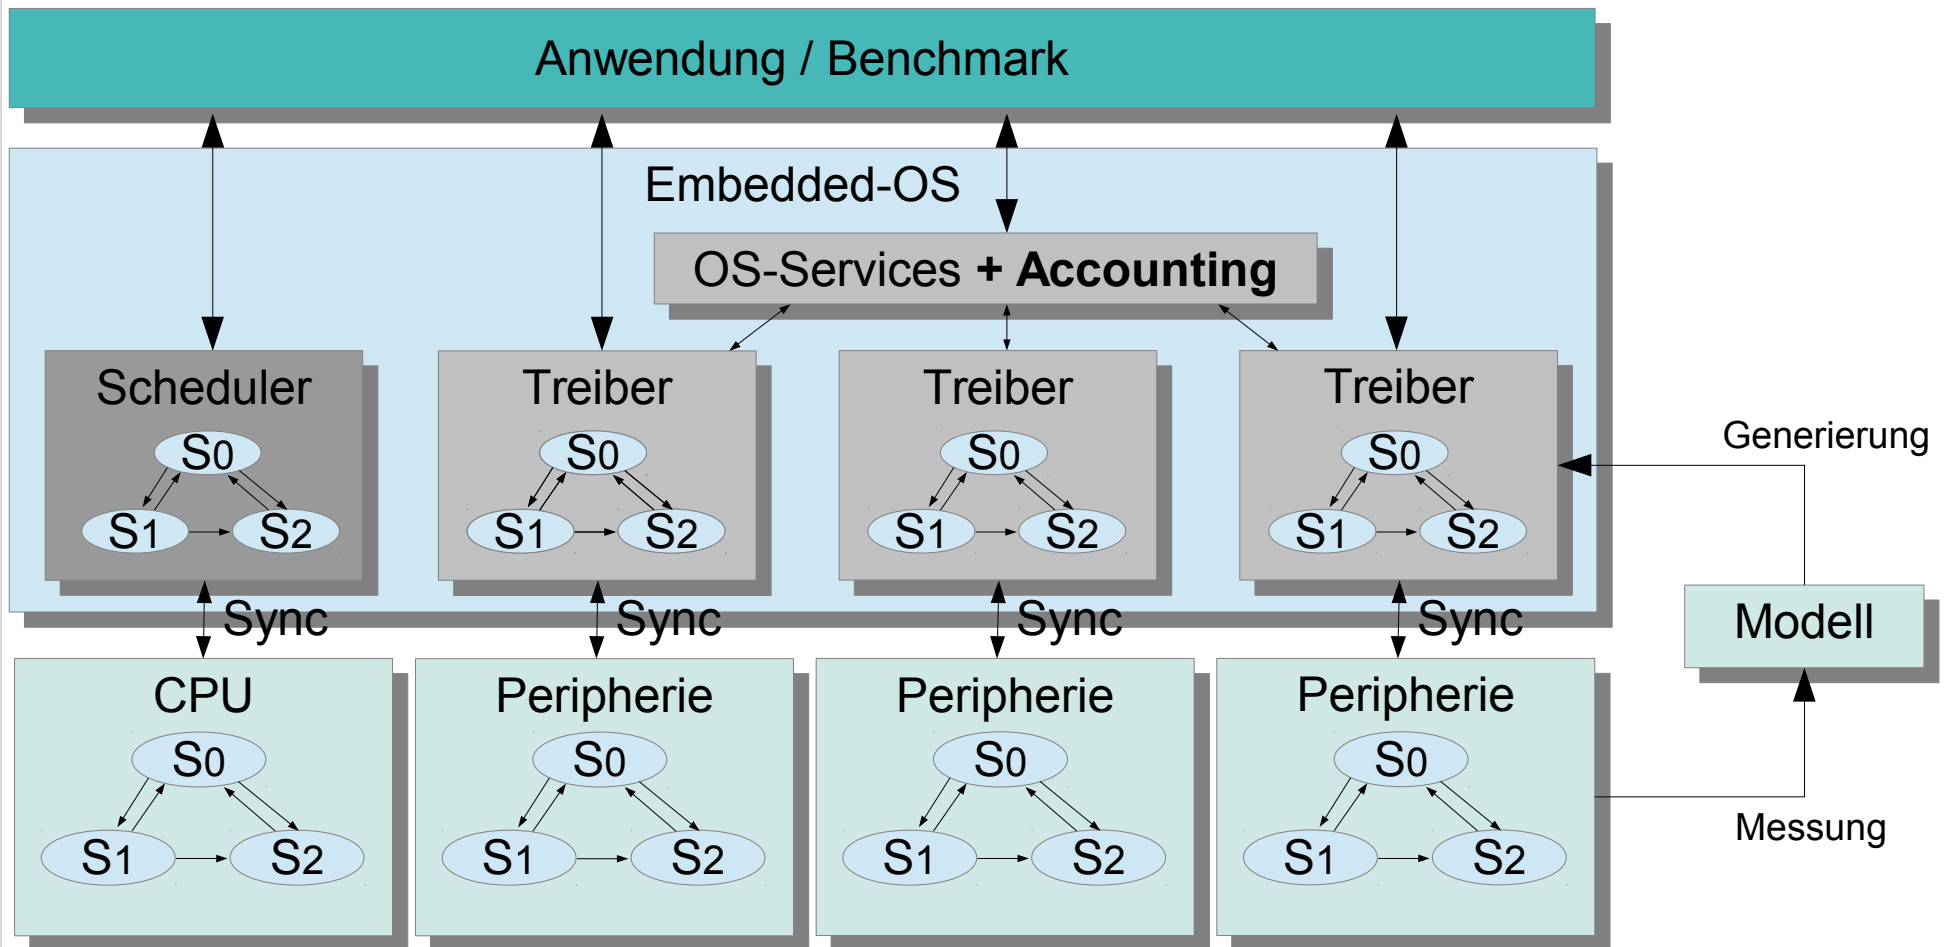 Anwendung / Benchmark
Embedded-OS
OS-Services + Accounting
Scheduler
Treiber
Treiber
Treiber
S0
S0
S0
S0
S1
S2
S1
S2
S1
S2
S1
S2
Generierung
Sync
Sync
Sync
Sync
Modell
CPU
Peripherie
Peripherie
Peripherie
S0
S0
S0
S0
S1
S2
S1
S2
S1
S2
S1
S2
Messung